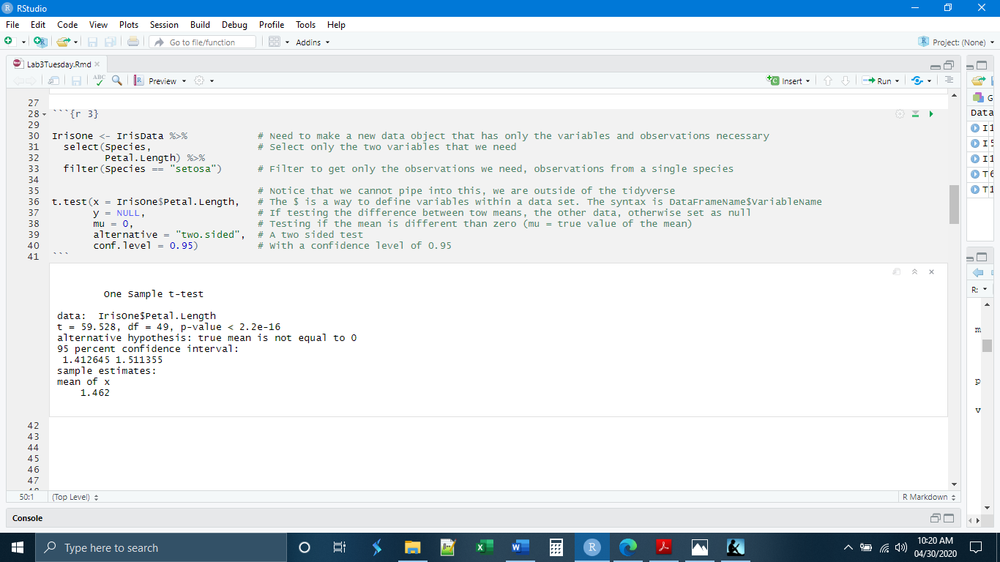 RStudio
File Edit Code View Plots Session Build Debug Profile Tools Help
Go to file/function Addins Project: (None)
Lab3Tuesday.Rmd
ABC Preview Insert Run
27
28 ```{r 3}
29
30 IrisOne <- IrisData %>% # Need to make a new data object that has only the variables and observations necessary
31 select(Species, # Select only the two variables that we need
32 Petal.Length) %>%
33 filter(Species == "setosa") # Filter to get only the observations we need, observations from a single species
34
35 # Notice that we cannot pipe into this, we are outside of the tidyverse
36 t.test(x = IrisOne$Petal.Length, # The $ is a way to define variables within a data set. The syntax is DataFrameName$VariableName
37 y = NULL, # If testing the difference between tow means, the other data, otherwise set as null
38 mu = 0, # Testing if the mean is different than zero (mu = true value of the mean)
39 alternative = "two.sided", # A two sided test
40 conf.level = 0.95) # With a confidence level of 0.95
41 ```
One Sample t-test
data: IrisOne$Petal.Length
t = 59.528, df = 49, p-value < 2.2e-16
alternative hypothesis: true mean is not equal to 0
95 percent confidence interval:
1.412645 1.511355
sample estimates:
mean of x
1.462
42
43
44
45
46
47
50:1 (Top Level) R Markdown
Console
G
Data
I 1
I 5
I 1
T 6
T 1
R:
m
p
v
Type here to search
10:20 AM
04/30/2020